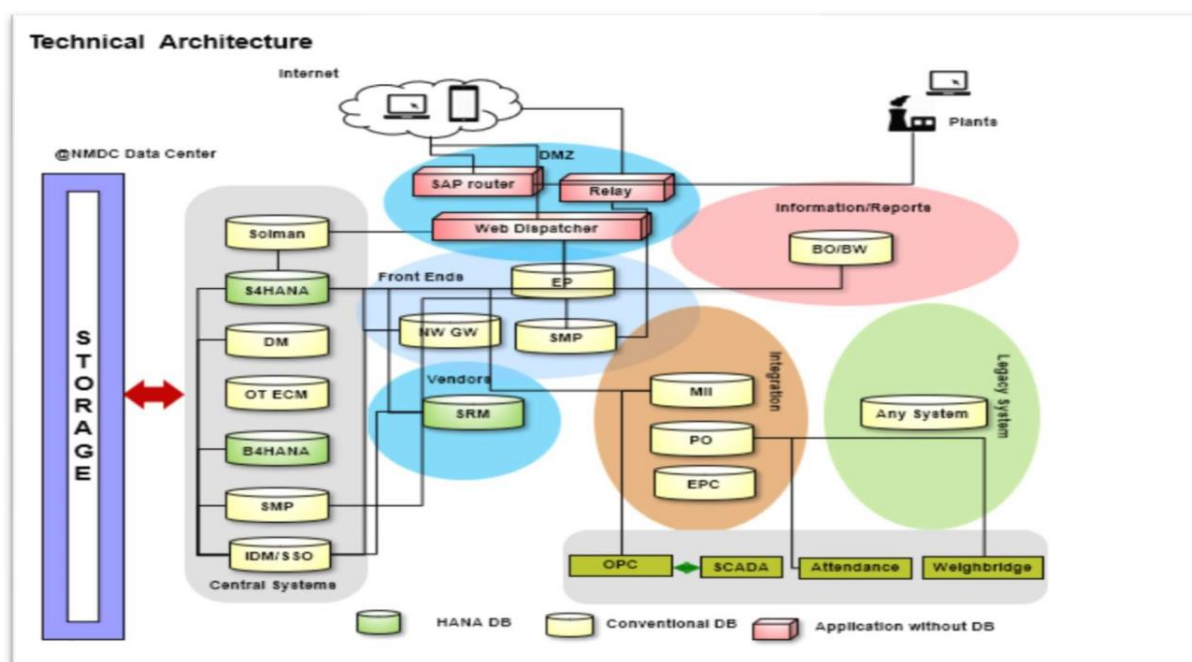 Technical Architecture
Internet
Plants
@NMDC Data Center
DMZ
SAP router
Relay
Web Dispatcher
Information/Reports
BO/BW
Solman
S4HANA
DM
OT ECM
B4HANA
SMP
IDM/SSO
Central Systems
STORAGE
Front Ends
EP
NW GW
SMP
Vendors
SRM
Integration
MII
PO
EPC
Legacy System
Any System
OPC
SCADA
Attendance
Weighbridge
HANA DB
Conventional DB
Application without DB